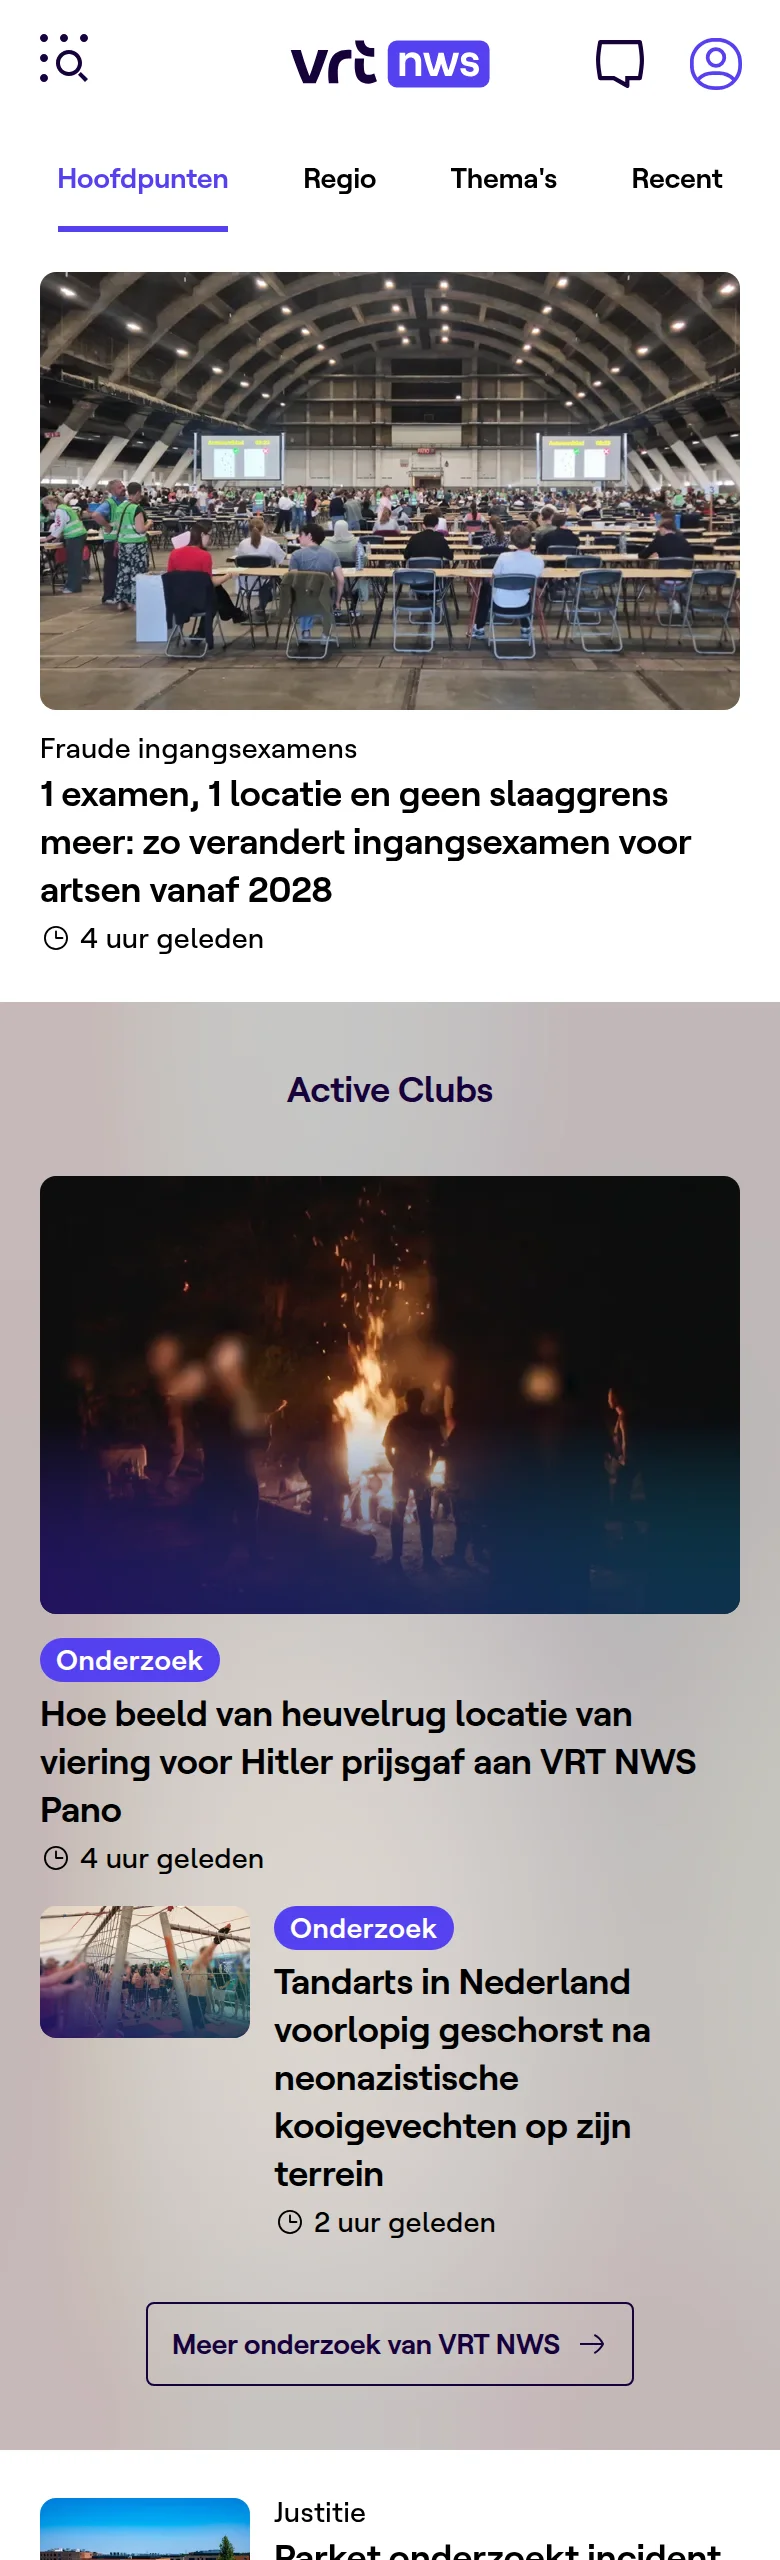 vrt nws
Hoofdpunten Regio Thema's Recent
Fraude ingangsexamens
1 examen, 1 locatie en geen slaaggrens
meer: zo verandert ingangsexamen voor
artsen vanaf 2028
4 uur geleden
Active Clubs
Onderzoek
Hoe beeld van heuvelrug locatie van
viering voor Hitler prijsgaf aan VRT NWS
Pano
4 uur geleden
Onderzoek
Tandarts in Nederland
voorlopig geschorst na
neonazistische
kooigevechten op zijn
terrein
2 uur geleden
Meer onderzoek van VRT NWS
Justitie
Parket onderzoekt incident